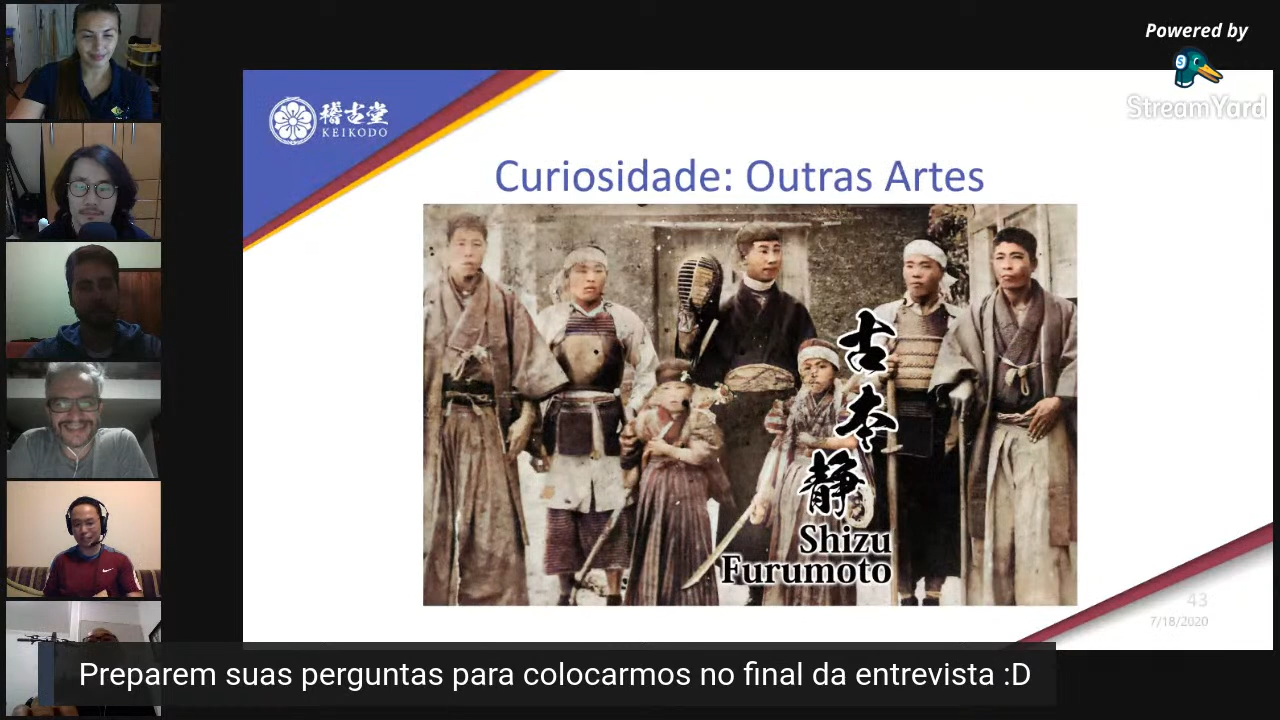 Powered by
StreamYard
稽古堂
KEIKODO
Curiosidade: Outras Artes
古本静
Shizu
Furumoto
43
7/18/2020
Preparem suas perguntas para colocarmos no final da entrevista :D